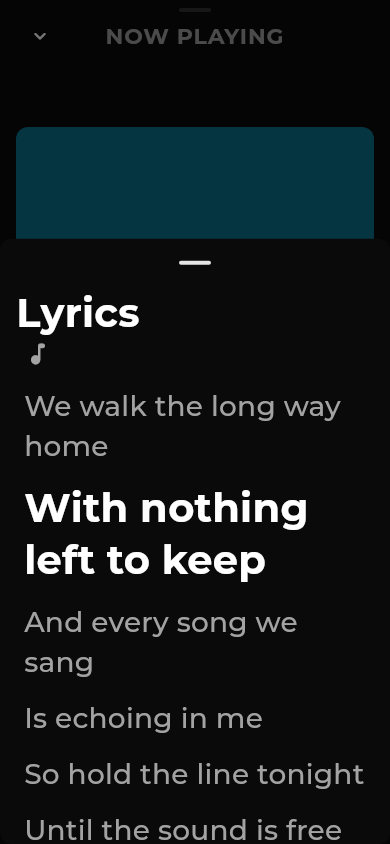 NOW PLAYING
Lyrics
We walk the long way
home
With nothing
left to keep
And every song we
sang
Is echoing in me
So hold the line tonight
Until the sound is free